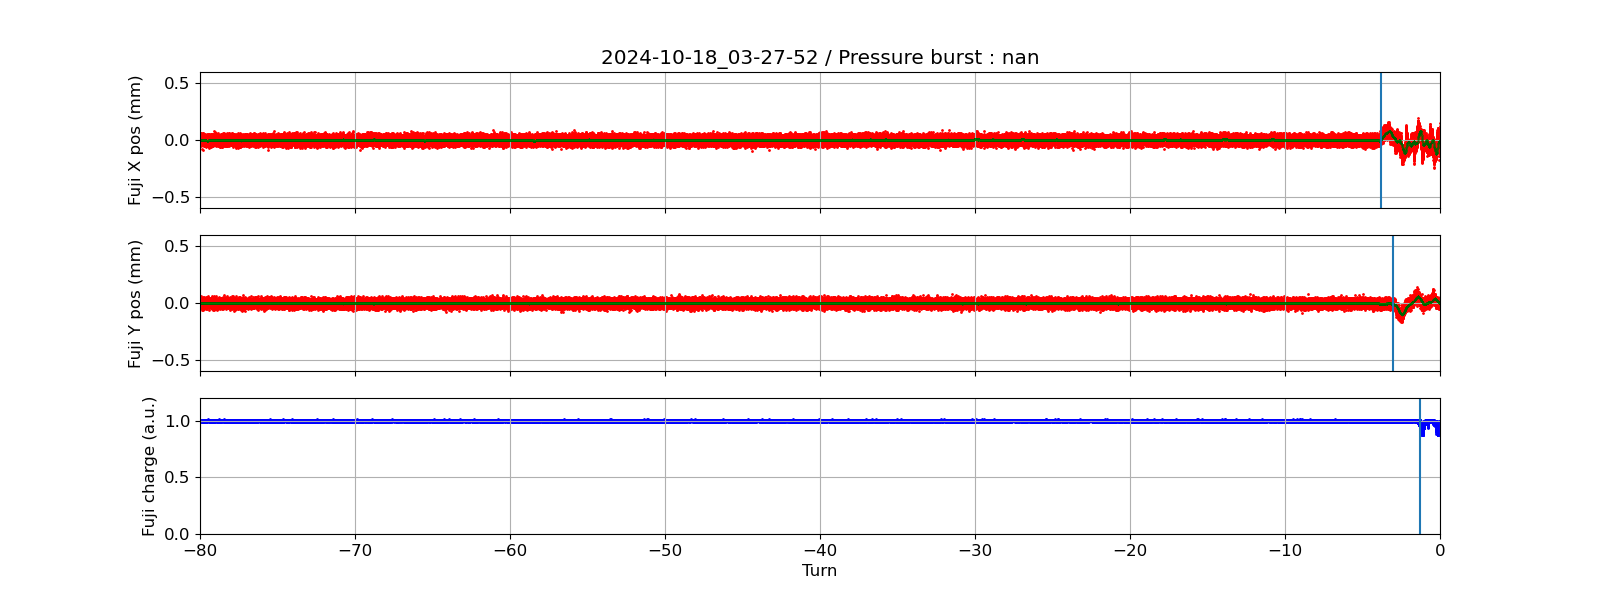 2024-10-18_03-27-52 / Pressure burst : nan
Fuji X pos (mm)
0.5
0.0
−0.5
Fuji Y pos (mm)
0.5
0.0
−0.5
Fuji charge (a.u.)
1.0
0.5
0.0
−80 −70 −60 −50 −40 −30 −20 −10 0
Turn